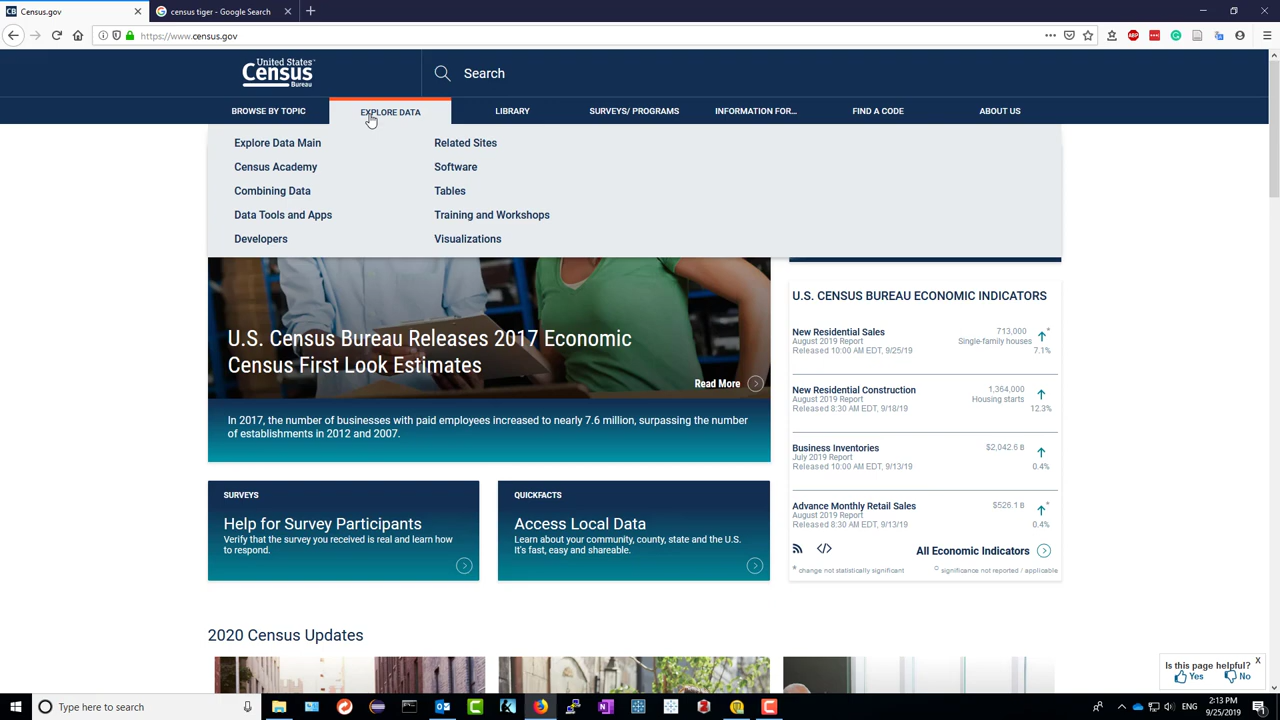 Census.gov
census tiger - Google Search
https://www.census.gov
United States®
Census
Bureau
Search
BROWSE BY TOPIC
EXPLORE DATA
LIBRARY
SURVEYS/ PROGRAMS
INFORMATION FOR...
FIND A CODE
ABOUT US
Explore Data Main
Census Academy
Combining Data
Data Tools and Apps
Developers
Related Sites
Software
Tables
Training and Workshops
Visualizations
U.S. Census Bureau Releases 2017 Economic
Census First Look Estimates
Read More
In 2017, the number of businesses with paid employees increased to nearly 7.6 million, surpassing the number
of establishments in 2012 and 2007.
SURVEYS
Help for Survey Participants
Verify that the survey you received is real and learn how
to respond.
QUICKFACTS
Access Local Data
Learn about your community, county, state and the U.S.
It's fast, easy and shareable.
U.S. CENSUS BUREAU ECONOMIC INDICATORS
New Residential Sales 713,000 *
August 2019 Report Single-family houses
Released 10:00 AM EDT, 9/25/19 7.1%
New Residential Construction 1,364,000
August 2019 Report Housing starts
Released 8:30 AM EDT, 9/18/19 12.3%
Business Inventories $2,042.6 B
July 2019 Report
Released 10:00 AM EDT, 9/13/19 0.4%
Advance Monthly Retail Sales $526.1 B *
August 2019 Report
Released 8:30 AM EDT, 9/13/19 0.4%
All Economic Indicators
* change not statistically significant
° significance not reported / applicable
2020 Census Updates
Is this page helpful? X
Yes No
Type here to search
ENG
2:13 PM
9/25/2019